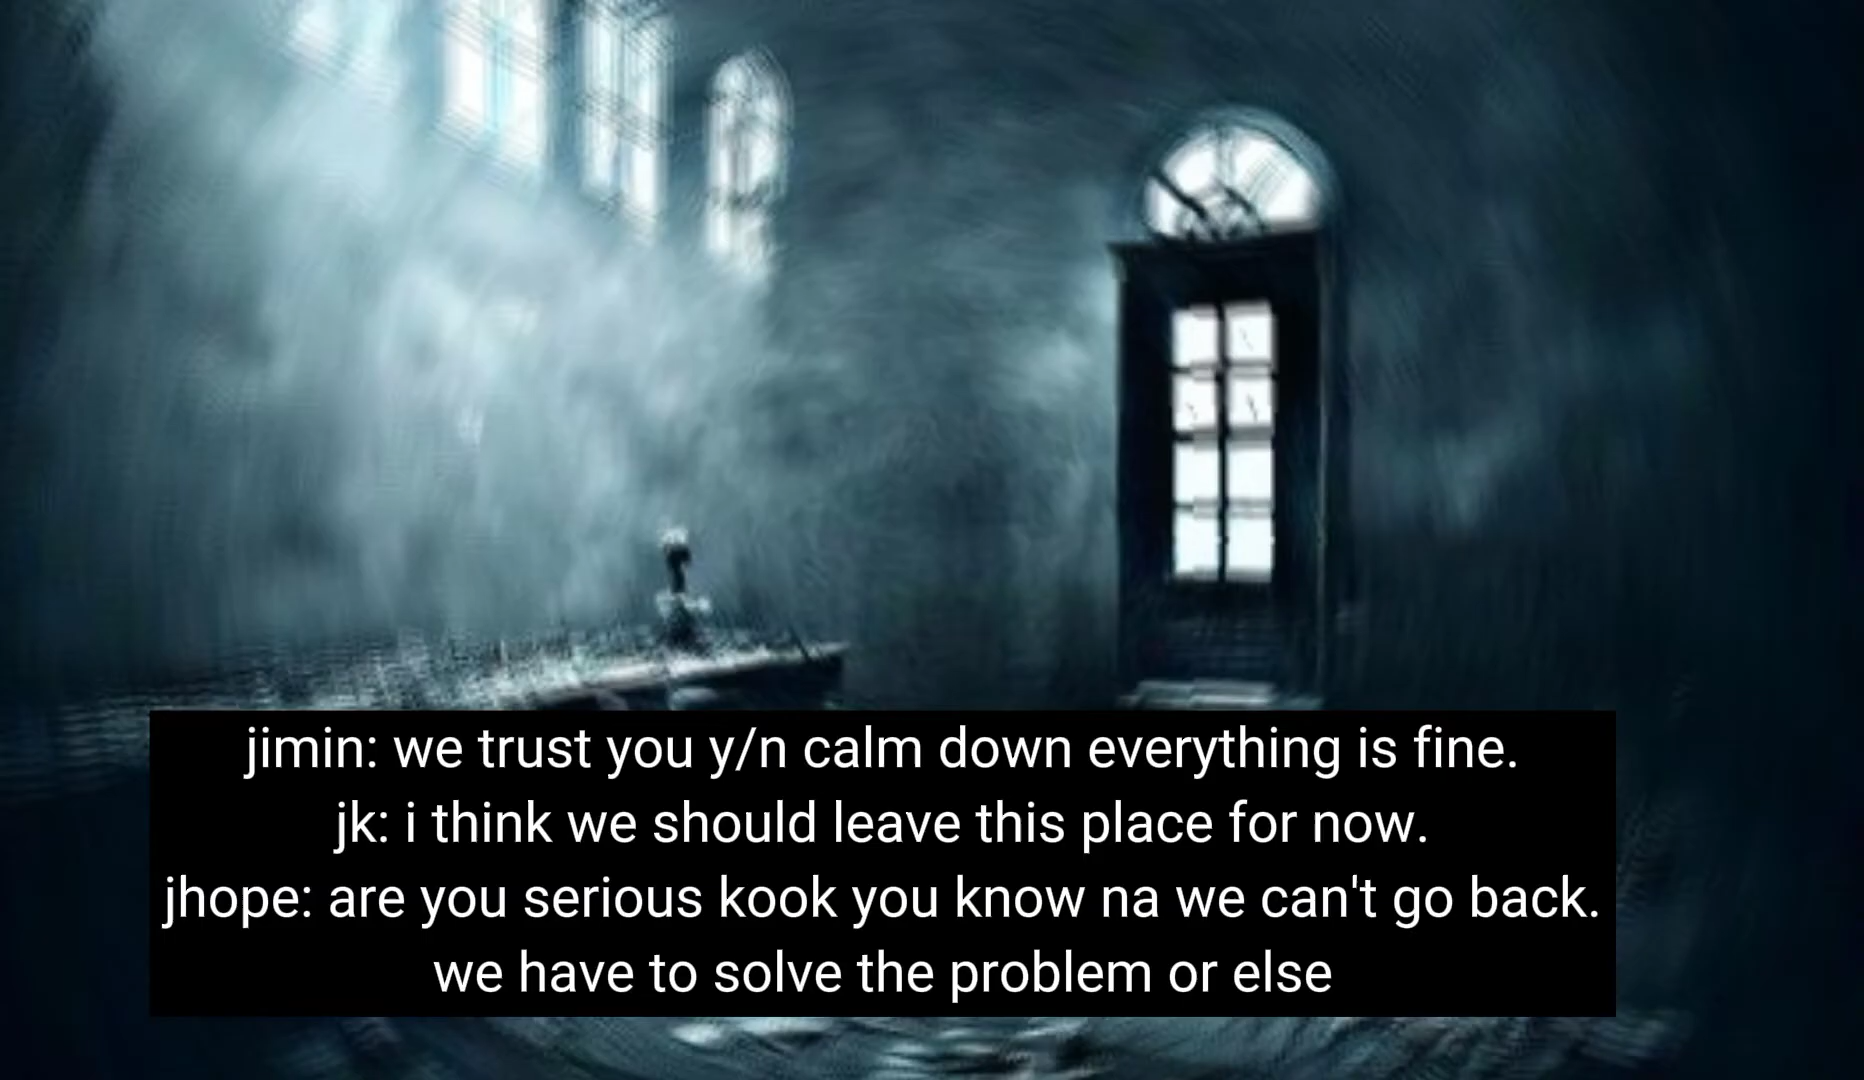 jimin: we trust you y/n calm down everything is fine.
jk: i think we should leave this place for now.
jhope: are you serious kook you know na we can't go back.
we have to solve the problem or else